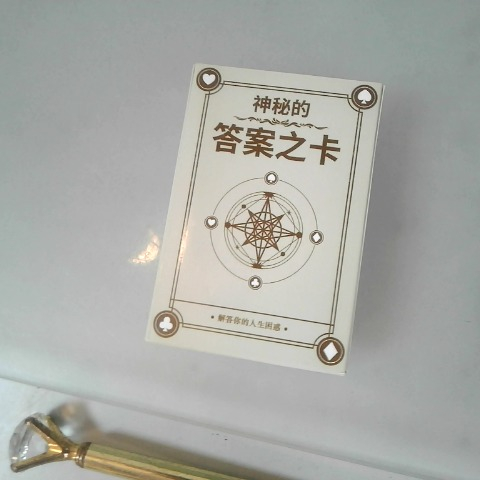 神秘的
答案之卡
• 解答你的人生困惑 •